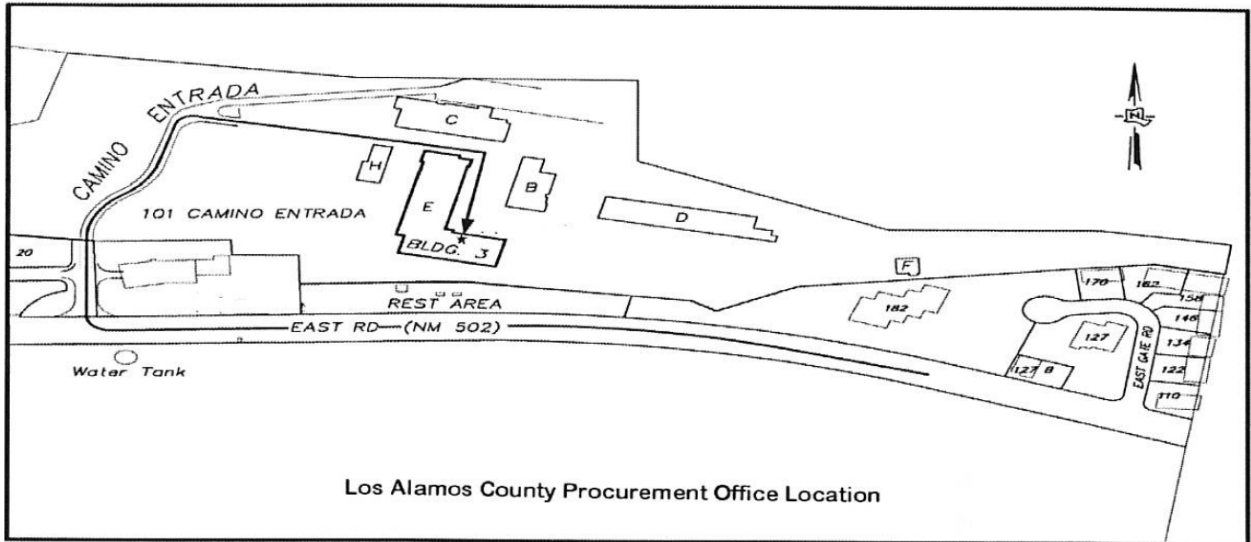 N
CAMINO ENTRADA
C
H
B
E
D
101 CAMINO ENTRADA
BLDG. 3
20
F
REST AREA
170
162
158
182
146
EAST RD (NM 502)
127
134
EAST GATE RD
Water Tank
127 B
122
110
Los Alamos County Procurement Office Location